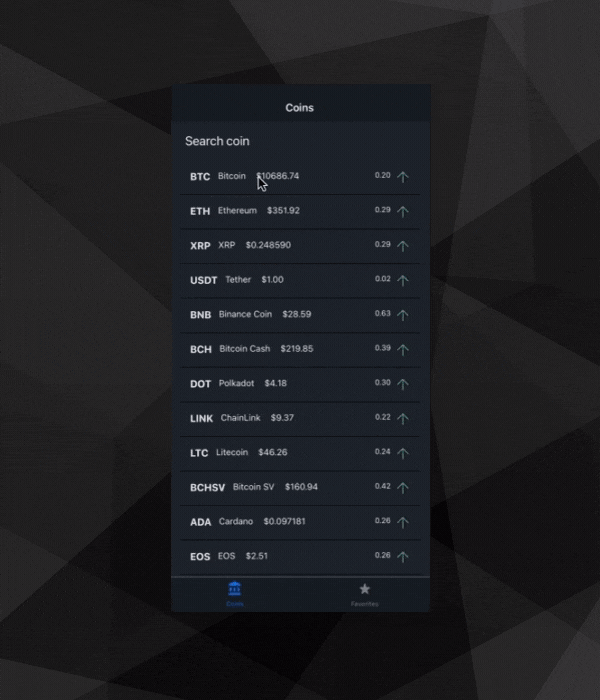 Coins
Search coin
BTC Bitcoin $10686.74 0.20
ETH Ethereum $351.92 0.29
XRP XRP $0.248590 0.29
USDT Tether $1.00 0.02
BNB Binance Coin $28.59 0.63
BCH Bitcoin Cash $219.85 0.39
DOT Polkadot $4.18 0.30
LINK ChainLink $9.37 0.22
LTC Litecoin $46.26 0.24
BCHSV Bitcoin SV $160.94 0.42
ADA Cardano $0.097181 0.26
EOS EOS $2.51 0.26
Coins Favorites